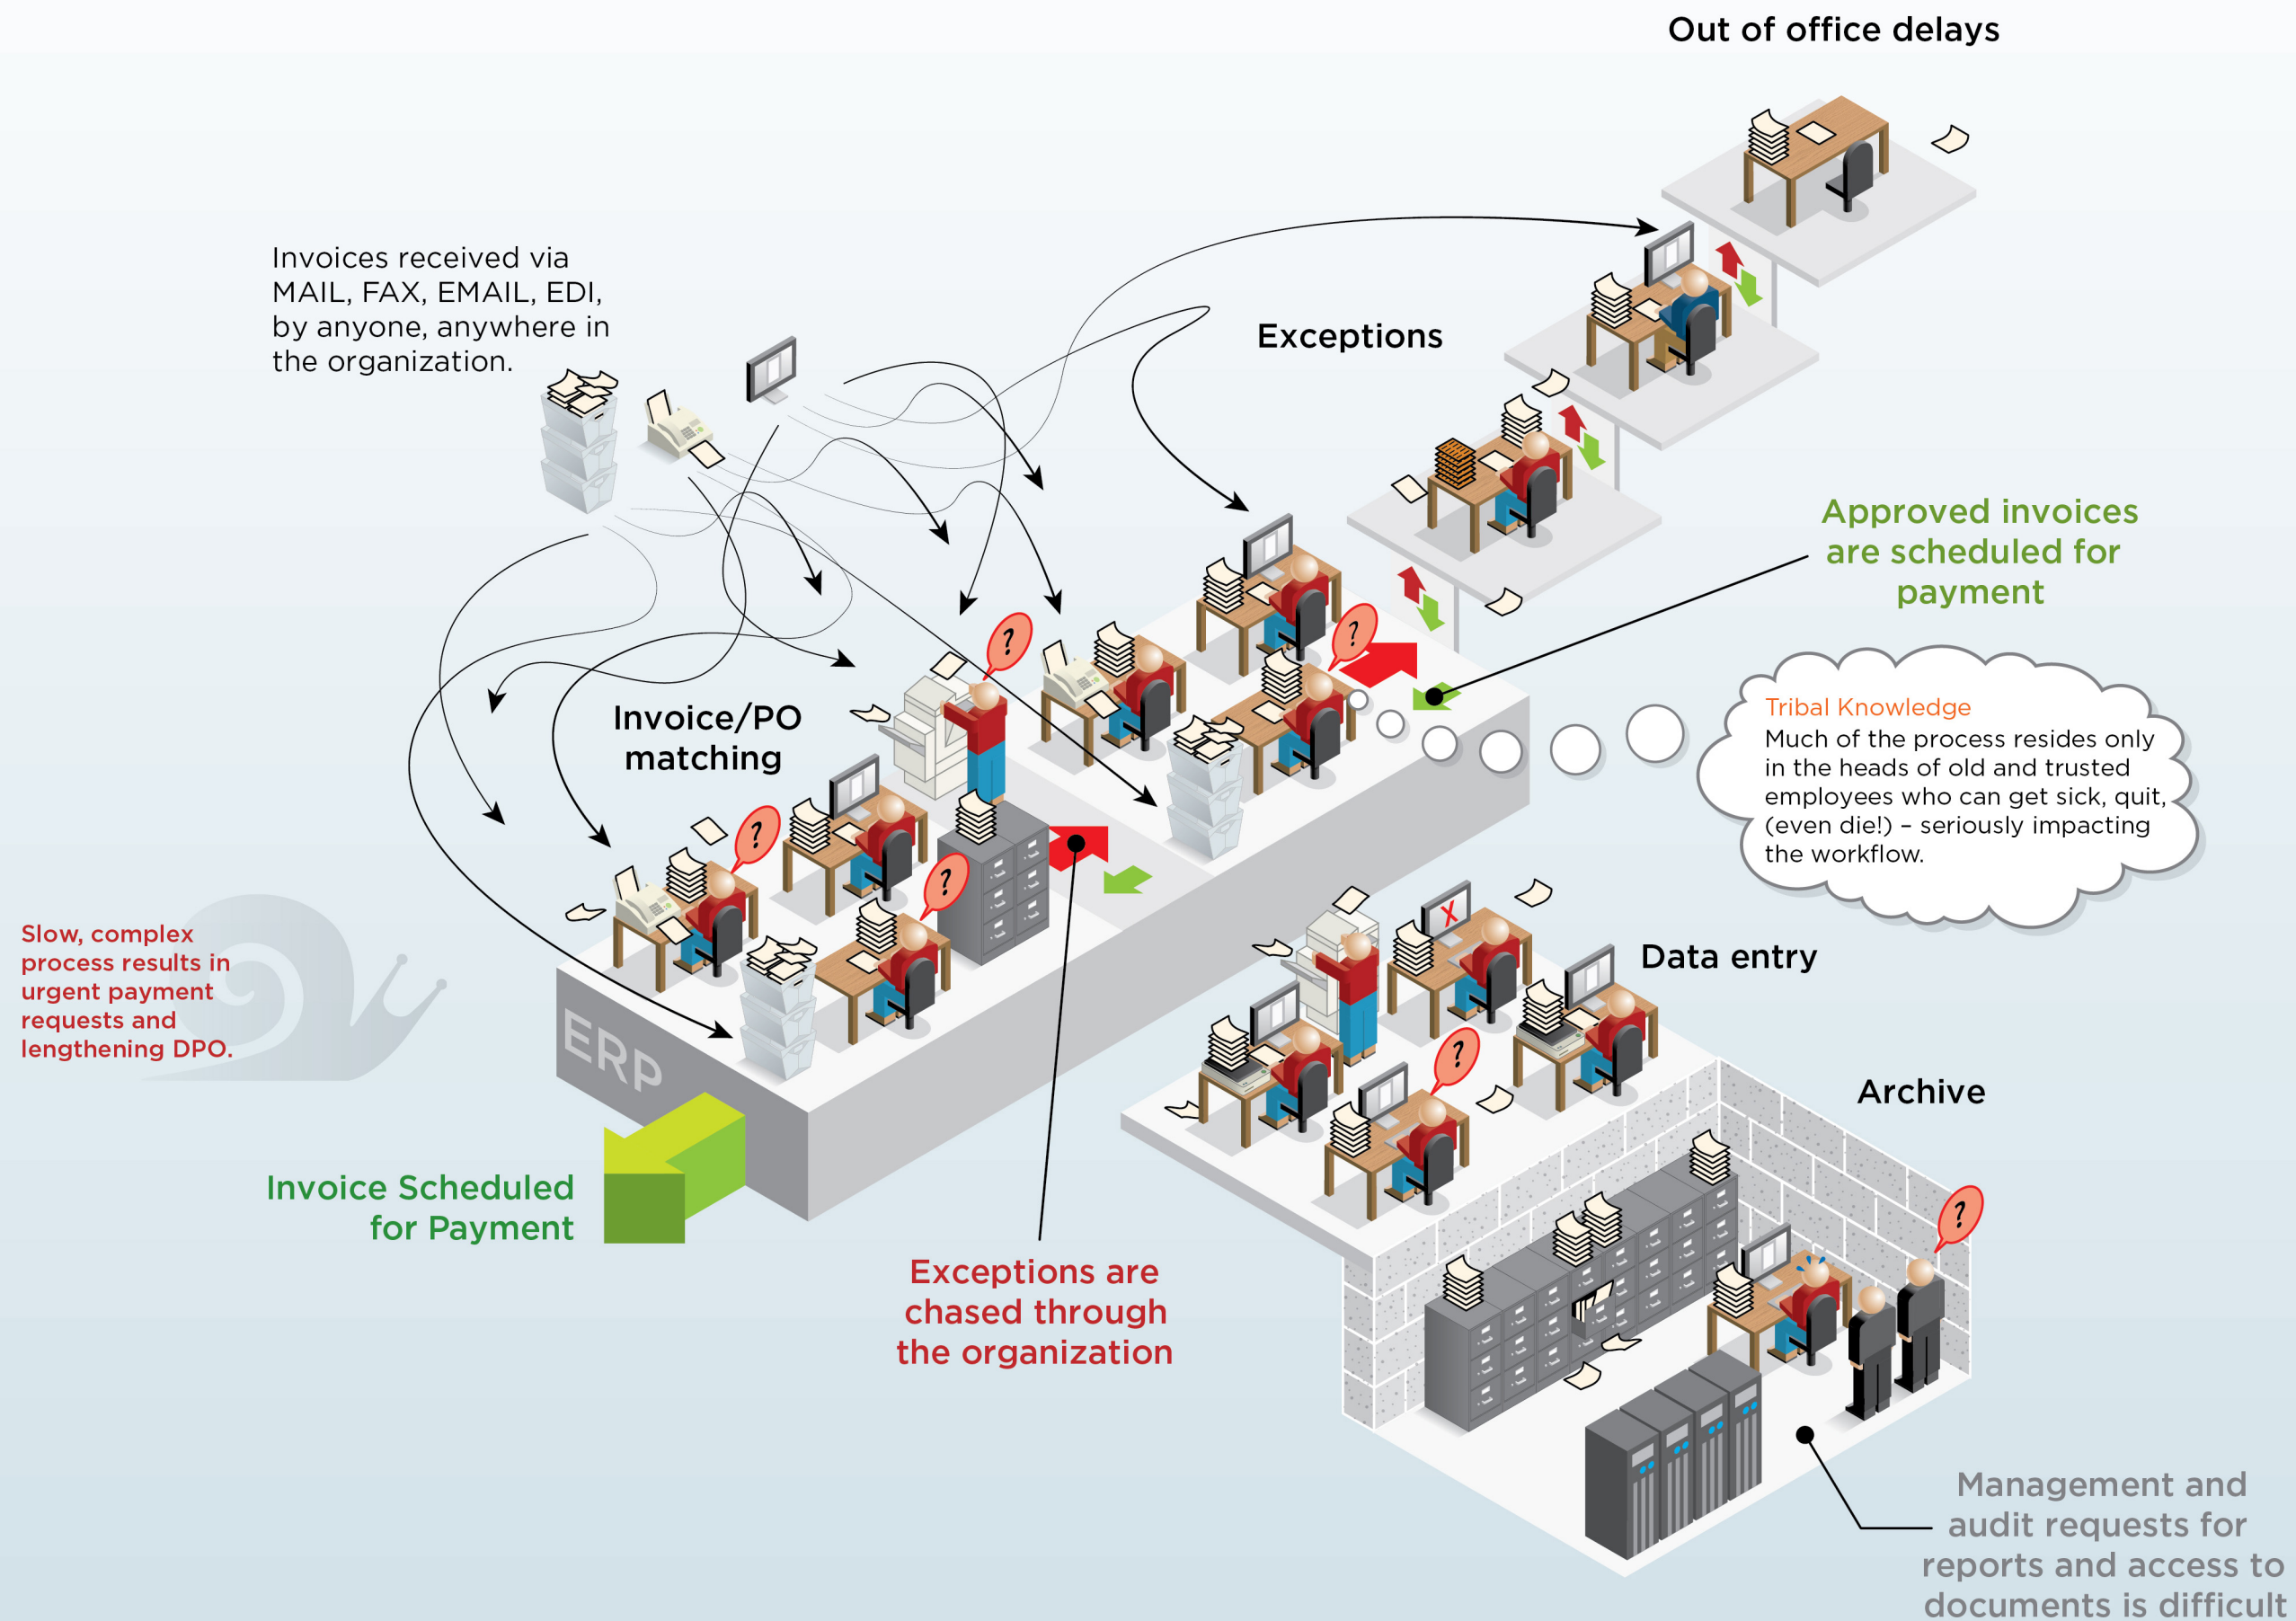 Out of office delays
Invoices received via
MAIL, FAX, EMAIL, EDI,
by anyone, anywhere in
the organization.
Exceptions
Approved invoices
are scheduled for
payment
?
?
Invoice/PO
matching
Tribal Knowledge
Much of the process resides only
in the heads of old and trusted
employees who can get sick, quit,
(even die!) – seriously impacting
the workflow.
?
?
X
Slow, complex
process results in
urgent payment
requests and
lengthening DPO.
Data entry
ERP
?
Archive
Invoice Scheduled
for Payment
?
Exceptions are
chased through
the organization
Management and
audit requests for
reports and access to
documents is difficult